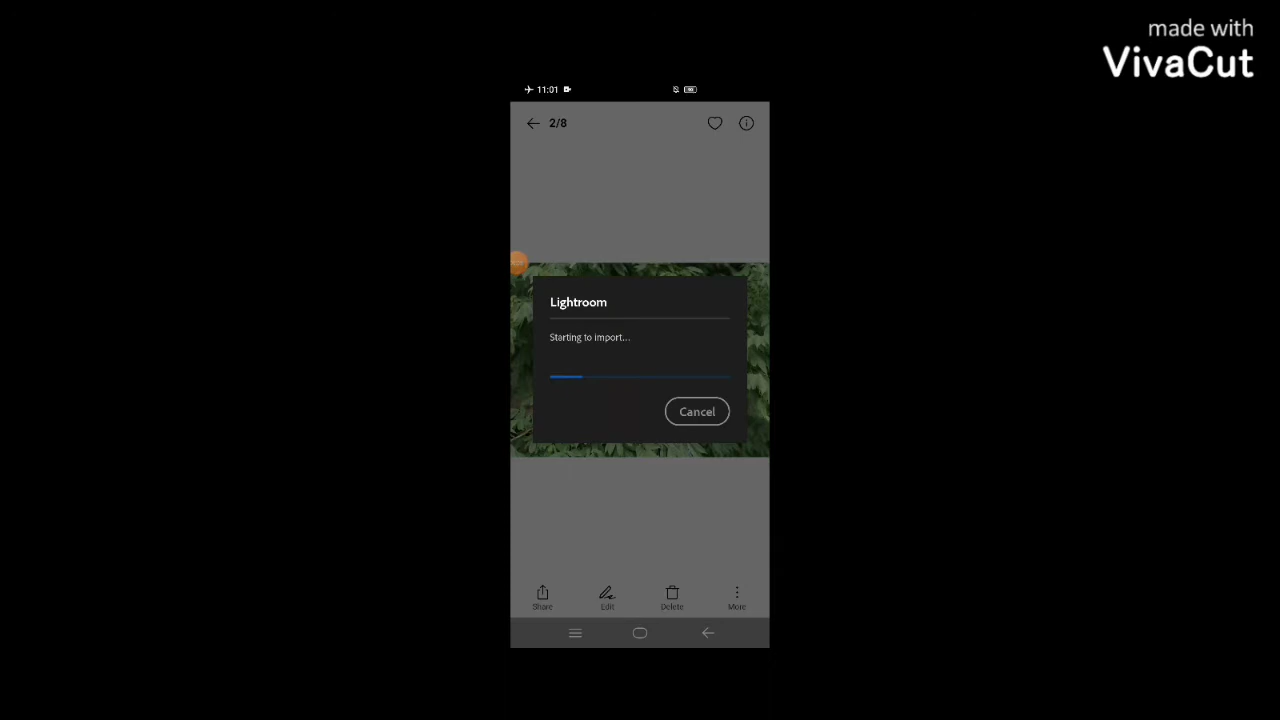 made with
VivaCut
11:01
2/8
Lightroom
Starting to import...
Cancel
Share
Edit
Delete
More